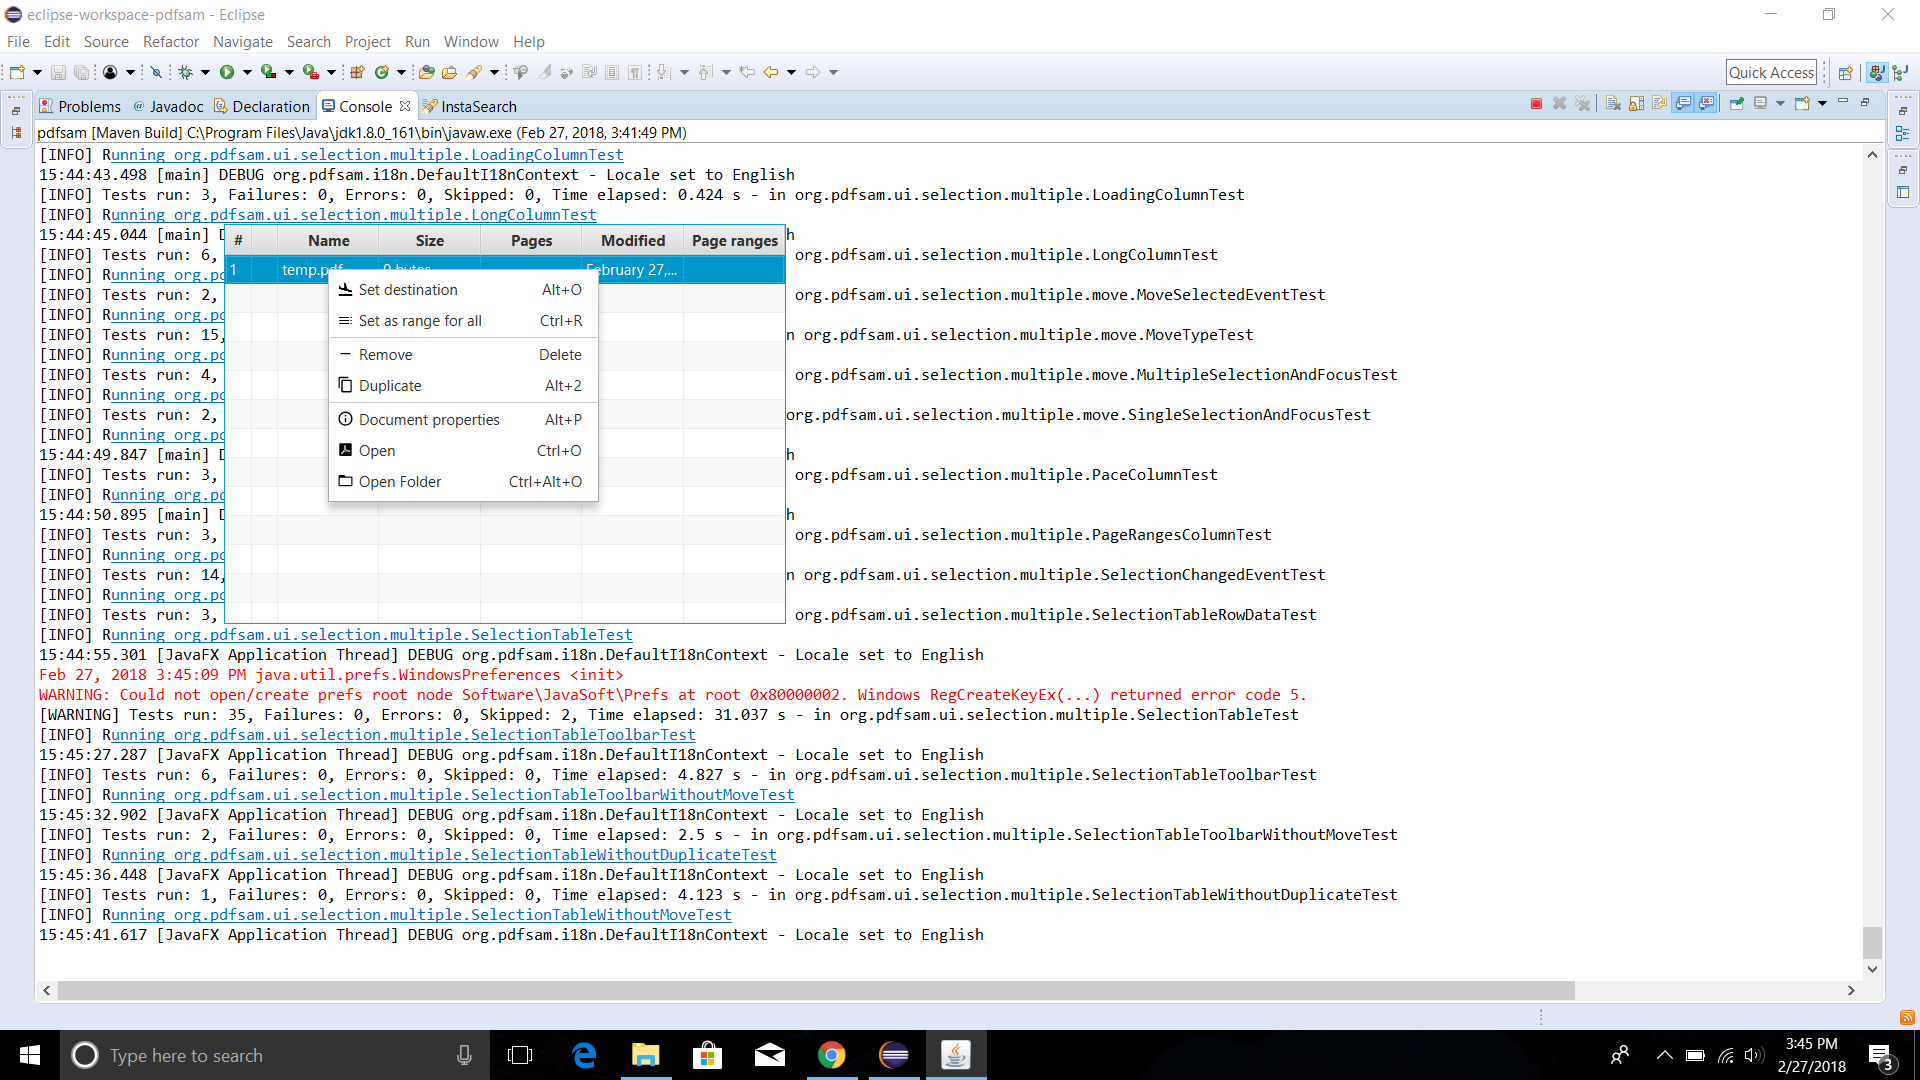 eclipse-workspace-pdfsam - Eclipse
File Edit Source Refactor Navigate Search Project Run Window Help
Quick Access
Problems @ Javadoc Declaration Console InstaSearch
pdfsam [Maven Build] C:\Program Files\Java\jdk1.8.0_161\bin\javaw.exe (Feb 27, 2018, 3:41:49 PM)
[INFO] Running org.pdfsam.ui.selection.multiple.LoadingColumnTest
15:44:43.498 [main] DEBUG org.pdfsam.i18n.DefaultI18nContext - Locale set to English
[INFO] Tests run: 3, Failures: 0, Errors: 0, Skipped: 0, Time elapsed: 0.424 s - in org.pdfsam.ui.selection.multiple.LoadingColumnTest
[INFO] Running org.pdfsam.ui.selection.multiple.LongColumnTest
15:44:45.044 [main] D h
# Name Size Pages Modified Page ranges
[INFO] Tests run: 6, org.pdfsam.ui.selection.multiple.LongColumnTest
1 temp.pdf 0 bytes February 27,...
[INFO] Running org.pd
[INFO] Tests run: 2, org.pdfsam.ui.selection.multiple.move.MoveSelectedEventTest
[INFO] Running org.pd
[INFO] Tests run: 15, n org.pdfsam.ui.selection.multiple.move.MoveTypeTest
[INFO] Running org.pd
[INFO] Tests run: 4, org.pdfsam.ui.selection.multiple.move.MultipleSelectionAndFocusTest
[INFO] Running org.pd
[INFO] Tests run: 2, org.pdfsam.ui.selection.multiple.move.SingleSelectionAndFocusTest
[INFO] Running org.pd
15:44:49.847 [main] D h
[INFO] Tests run: 3, org.pdfsam.ui.selection.multiple.PaceColumnTest
[INFO] Running org.pd
15:44:50.895 [main] D h
[INFO] Tests run: 3, org.pdfsam.ui.selection.multiple.PageRangesColumnTest
[INFO] Running org.pd
[INFO] Tests run: 14, n org.pdfsam.ui.selection.multiple.SelectionChangedEventTest
[INFO] Running org.pd
[INFO] Tests run: 3, org.pdfsam.ui.selection.multiple.SelectionTableRowDataTest
Set destination Alt+O
Set as range for all Ctrl+R
Remove Delete
Duplicate Alt+2
Document properties Alt+P
Open Ctrl+O
Open Folder Ctrl+Alt+O
[INFO] Running org.pdfsam.ui.selection.multiple.SelectionTableTest
15:44:55.301 [JavaFX Application Thread] DEBUG org.pdfsam.i18n.DefaultI18nContext - Locale set to English
Feb 27, 2018 3:45:09 PM java.util.prefs.WindowsPreferences <init>
WARNING: Could not open/create prefs root node Software\JavaSoft\Prefs at root 0x80000002. Windows RegCreateKeyEx(...) returned error code 5.
[WARNING] Tests run: 35, Failures: 0, Errors: 0, Skipped: 2, Time elapsed: 31.037 s - in org.pdfsam.ui.selection.multiple.SelectionTableTest
[INFO] Running org.pdfsam.ui.selection.multiple.SelectionTableToolbarTest
15:45:27.287 [JavaFX Application Thread] DEBUG org.pdfsam.i18n.DefaultI18nContext - Locale set to English
[INFO] Tests run: 6, Failures: 0, Errors: 0, Skipped: 0, Time elapsed: 4.827 s - in org.pdfsam.ui.selection.multiple.SelectionTableToolbarTest
[INFO] Running org.pdfsam.ui.selection.multiple.SelectionTableToolbarWithoutMoveTest
15:45:32.902 [JavaFX Application Thread] DEBUG org.pdfsam.i18n.DefaultI18nContext - Locale set to English
[INFO] Tests run: 2, Failures: 0, Errors: 0, Skipped: 0, Time elapsed: 2.5 s - in org.pdfsam.ui.selection.multiple.SelectionTableToolbarWithoutMoveTest
[INFO] Running org.pdfsam.ui.selection.multiple.SelectionTableWithoutDuplicateTest
15:45:36.448 [JavaFX Application Thread] DEBUG org.pdfsam.i18n.DefaultI18nContext - Locale set to English
[INFO] Tests run: 1, Failures: 0, Errors: 0, Skipped: 0, Time elapsed: 4.123 s - in org.pdfsam.ui.selection.multiple.SelectionTableWithoutDuplicateTest
[INFO] Running org.pdfsam.ui.selection.multiple.SelectionTableWithoutMoveTest
15:45:41.617 [JavaFX Application Thread] DEBUG org.pdfsam.i18n.DefaultI18nContext - Locale set to English
Type here to search
3:45 PM
2/27/2018
3